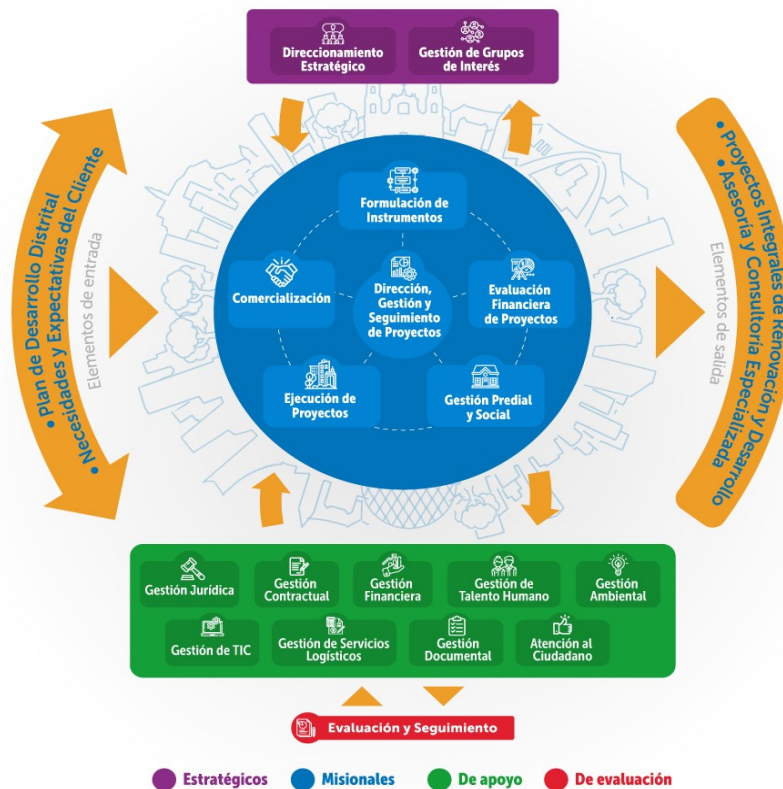 Direccionamiento
Estratégico
Gestión de Grupos
de Interés
• Plan de Desarrollo Distrital
• Necesidades y Expectativas del Cliente
Elementos de entrada
Formulación de
Instrumentos
Comercialización
Dirección,
Gestión y
Seguimiento
de Proyectos
Evaluación
Financiera
de Proyectos
Ejecución de
Proyectos
Gestión Predial
y Social
Elementos de salida
• Proyectos Integrales de Renovación y Desarrollo
• Asesoría y Consultoría Especializada
Gestión Jurídica
Gestión
Contractual
Gestión
Financiera
Gestión de
Talento Humano
Gestión
Ambiental
Gestión de TIC
Gestión de Servicios
Logísticos
Gestión
Documental
Atención al
Ciudadano
Evaluación y Seguimiento
Estratégicos
Misionales
De apoyo
De evaluación